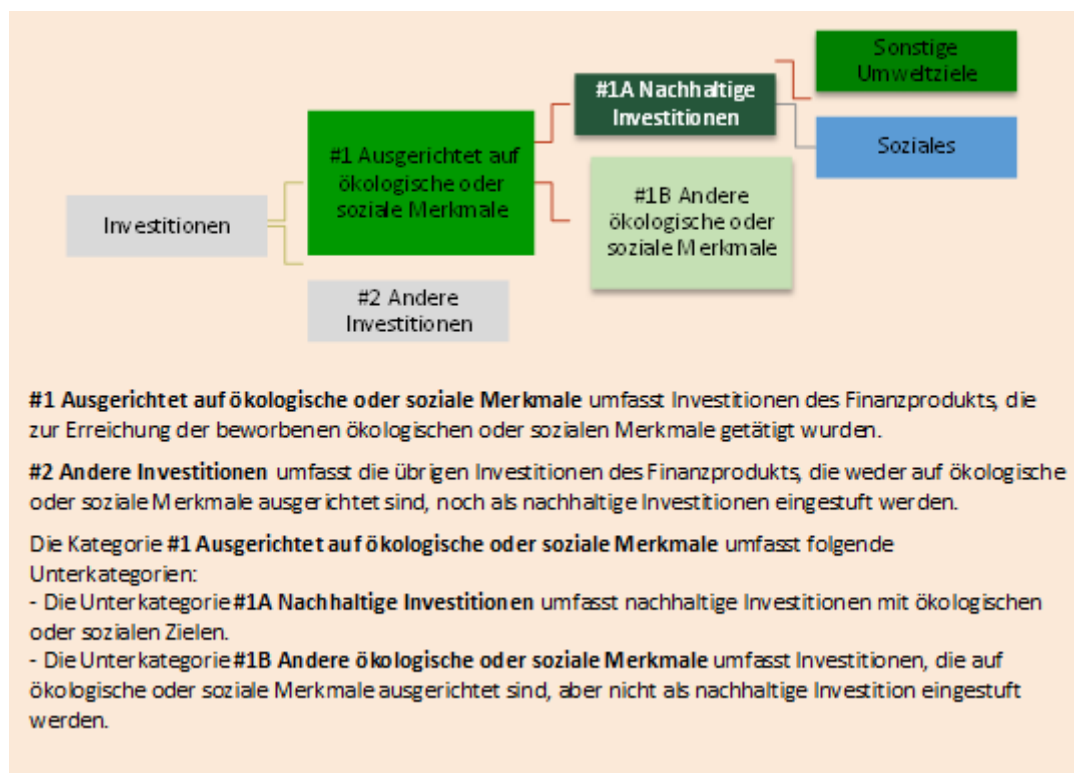 Sonstige
Umweltziele
#1A Nachhaltige
Investitionen
#1 Ausgerichtet auf
ökologische oder
soziale Merkmale
Soziales
#1B Andere
ökologische oder
soziale Merkmale
Investitionen
#2 Andere
Investitionen
#1 Ausgerichtet auf ökologische oder soziale Merkmale umfasst Investitionen des Finanzprodukts, die
zur Erreichung der beworbenen ökologischen oder sozialen Merkmale getätigt wurden.
#2 Andere Investitionen umfasst die übrigen Investitionen des Finanzprodukts, die weder auf ökologische
oder soziale Merkmale ausgerichtet sind, noch als nachhaltige Investitionen eingestuft werden.
Die Kategorie #1 Ausgerichtet auf ökologische oder soziale Merkmale umfasst folgende
Unterkategorien:
- Die Unterkategorie #1A Nachhaltige Investitionen umfasst nachhaltige Investitionen mit ökologischen
oder sozialen Zielen.
- Die Unterkategorie #1B Andere ökologische oder soziale Merkmale umfasst Investitionen, die auf
ökologische oder soziale Merkmale ausgerichtet sind, aber nicht als nachhaltige Investition eingestuft
werden.